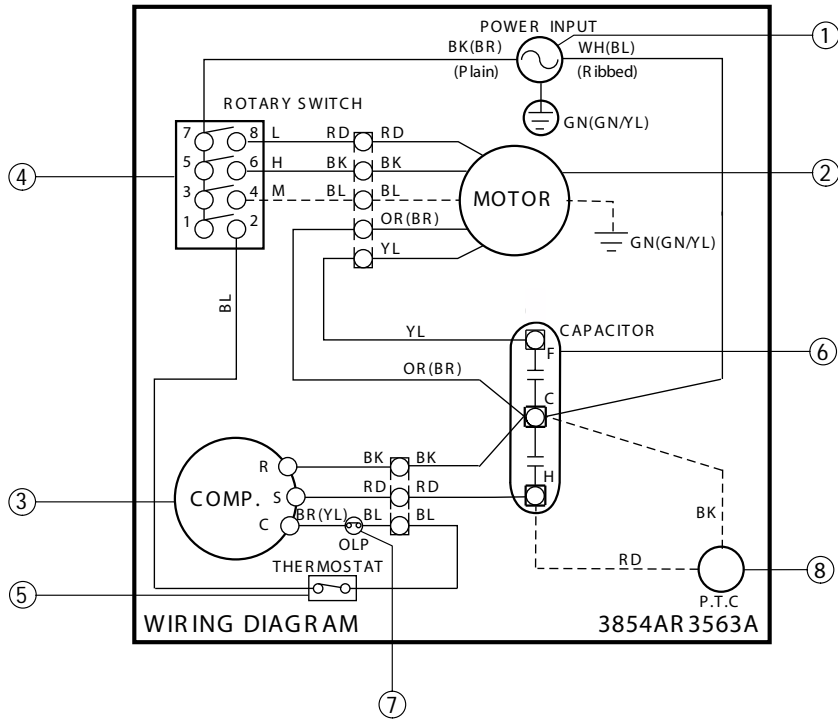 POWER INPUT
1
BK(BR)
WH(BL)
(Plain)
(Ribbed)
ROTARY SWITCH
GN(GN/YL)
7 8 L RD RD
4
5 6 H BK BK
2
3 4 M BL BL
MOTOR
1 2
OR(BR)
GN(GN/YL)
YL
BL
YL
CAPACITOR
F
6
OR(BR)
C
R BK BK
H
3
COMP.
S RD RD
C BR(YL) BL BL
BK
OLP
RD
THERMOSTAT
8
5
P.T.C
WIRING DIAGRAM
3854AR3563A
7